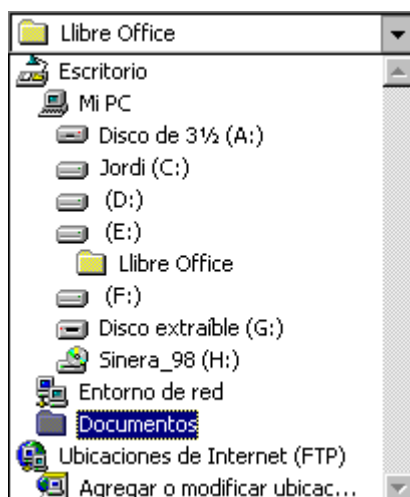 Llibre Office
Escritorio
Mi PC
Disco de 3½ (A:)
Jordi (C:)
(D:)
(E:)
Llibre Office
(F:)
Disco extraíble (G:)
Sinera_98 (H:)
Entorno de red
Documentos
Ubicaciones de Internet (FTP)
Agregar o modificar ubicac...